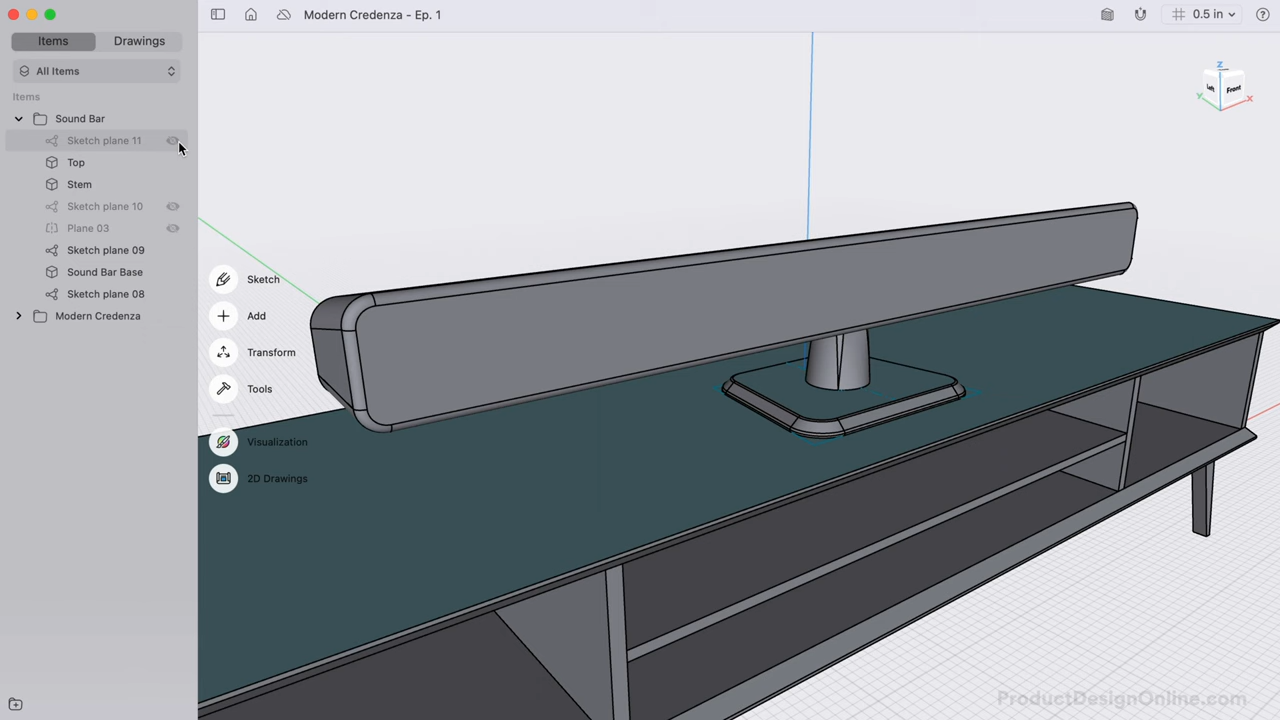 Modern Credenza - Ep. 1
0.5 in
Items
Drawings
All Items
Items
Sound Bar
Sketch plane 11
Top
Stem
Sketch plane 10
Plane 03
Sketch plane 09
Sound Bar Base
Sketch plane 08
Modern Credenza
Sketch
Add
Transform
Tools
Visualization
2D Drawings
Z
Left
Front
Y
X
ProductDesignOnline.com